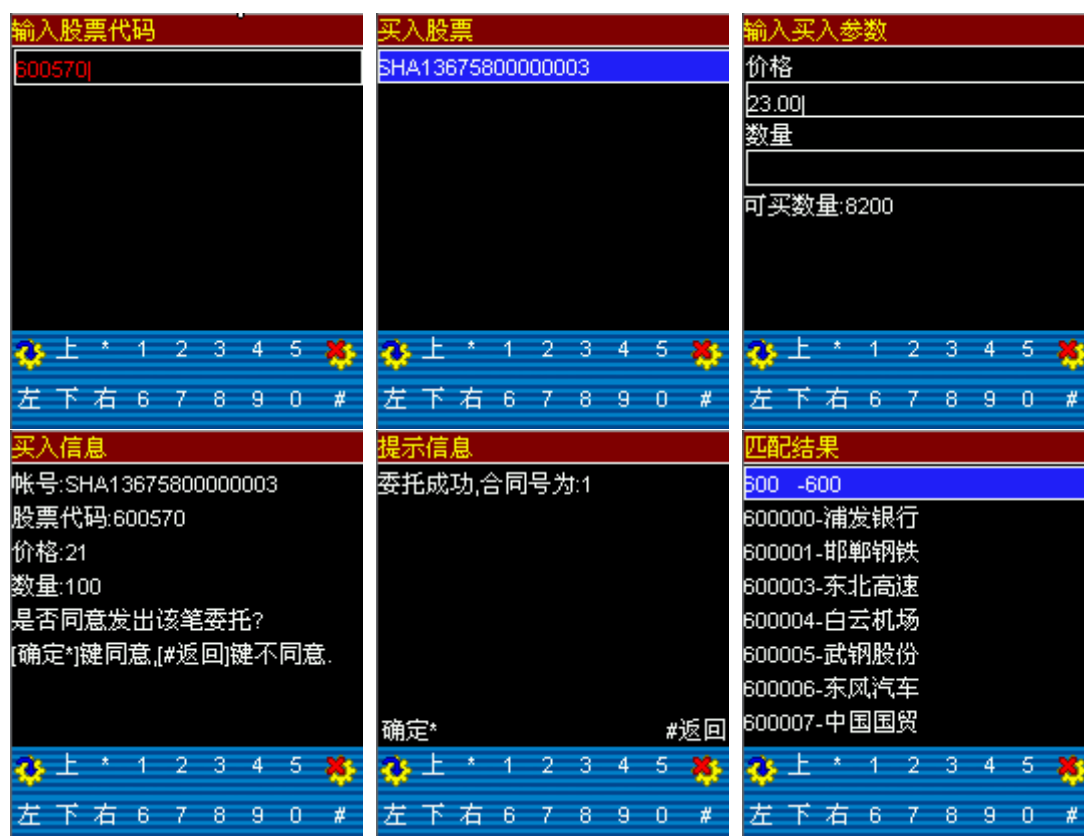 输入股票代码
600570
上 * 1 2 3 4 5
左 下 右 6 7 8 9 0 #
买入股票
SHA13675800000003
上 * 1 2 3 4 5
左 下 右 6 7 8 9 0 #
输入买入参数
价格
23.00
数量
可买数量:8200
上 * 1 2 3 4 5
左 下 右 6 7 8 9 0 #
买入信息
帐号:SHA13675800000003
股票代码:600570
价格:21
数量:100
是否同意发出该笔委托?
[确定*]键同意,[#返回]键不同意.
上 * 1 2 3 4 5
左 下 右 6 7 8 9 0 #
提示信息
委托成功,合同号为:1
确定* #返回
上 * 1 2 3 4 5
左 下 右 6 7 8 9 0 #
匹配结果
600 -600
600000-浦发银行
600001-邯郸钢铁
600003-东北高速
600004-白云机场
600005-武钢股份
600006-东风汽车
600007-中国国贸
上 * 1 2 3 4 5
左 下 右 6 7 8 9 0 #